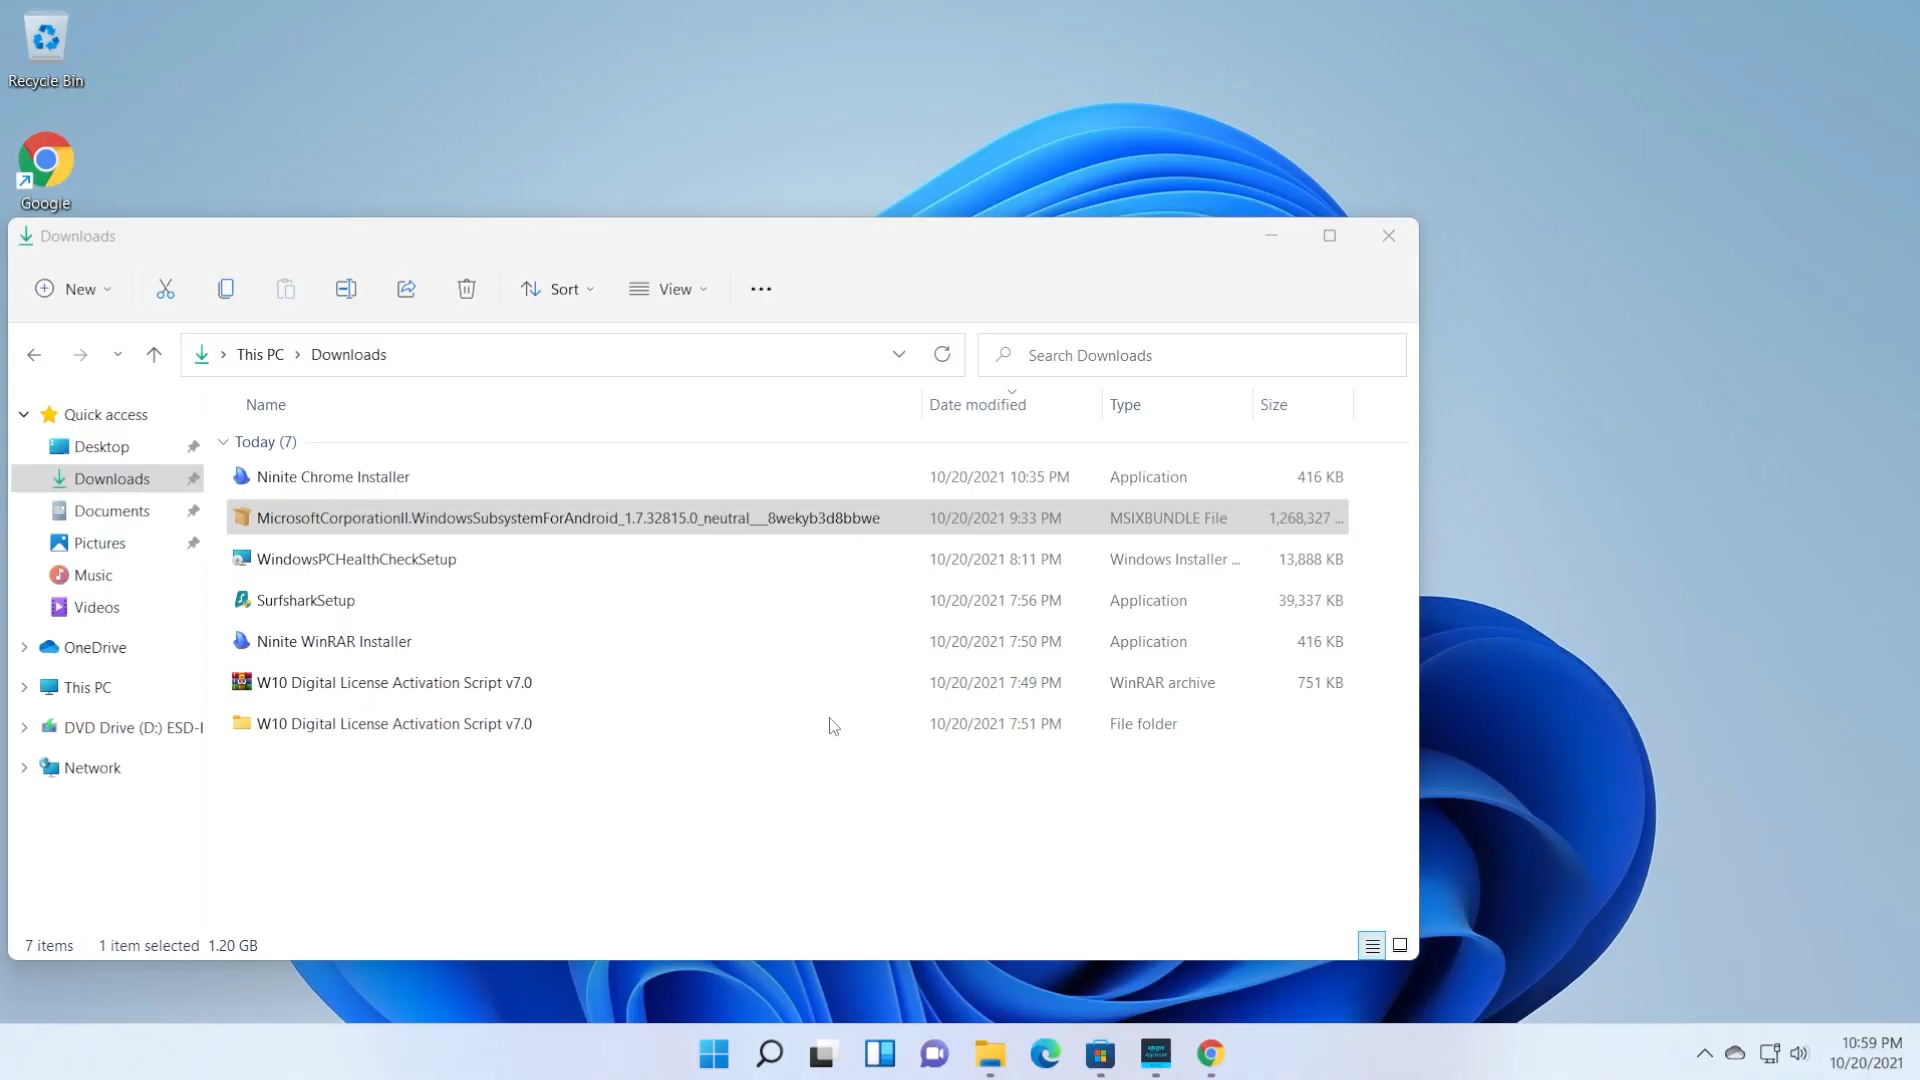 Recycle Bin
Google
Downloads
New
Sort
View
This PC
Downloads
Search Downloads
Name
Date modified
Type
Size
Quick access
Desktop
Downloads
Documents
Pictures
Music
Videos
OneDrive
This PC
DVD Drive (D:) ESD-I
Network
Today (7)
Ninite Chrome Installer 10/20/2021 10:35 PM Application 416 KB
MicrosoftCorporationII.WindowsSubsystemForAndroid_1.7.32815.0_neutral___8wekyb3d8bbwe 10/20/2021 9:33 PM MSIXBUNDLE File 1,268,327 ...
WindowsPCHealthCheckSetup 10/20/2021 8:11 PM Windows Installer ... 13,888 KB
SurfsharkSetup 10/20/2021 7:56 PM Application 39,337 KB
Ninite WinRAR Installer 10/20/2021 7:50 PM Application 416 KB
W10 Digital License Activation Script v7.0 10/20/2021 7:49 PM WinRAR archive 751 KB
W10 Digital License Activation Script v7.0 10/20/2021 7:51 PM File folder
7 items 1 item selected 1.20 GB
10:59 PM
10/20/2021